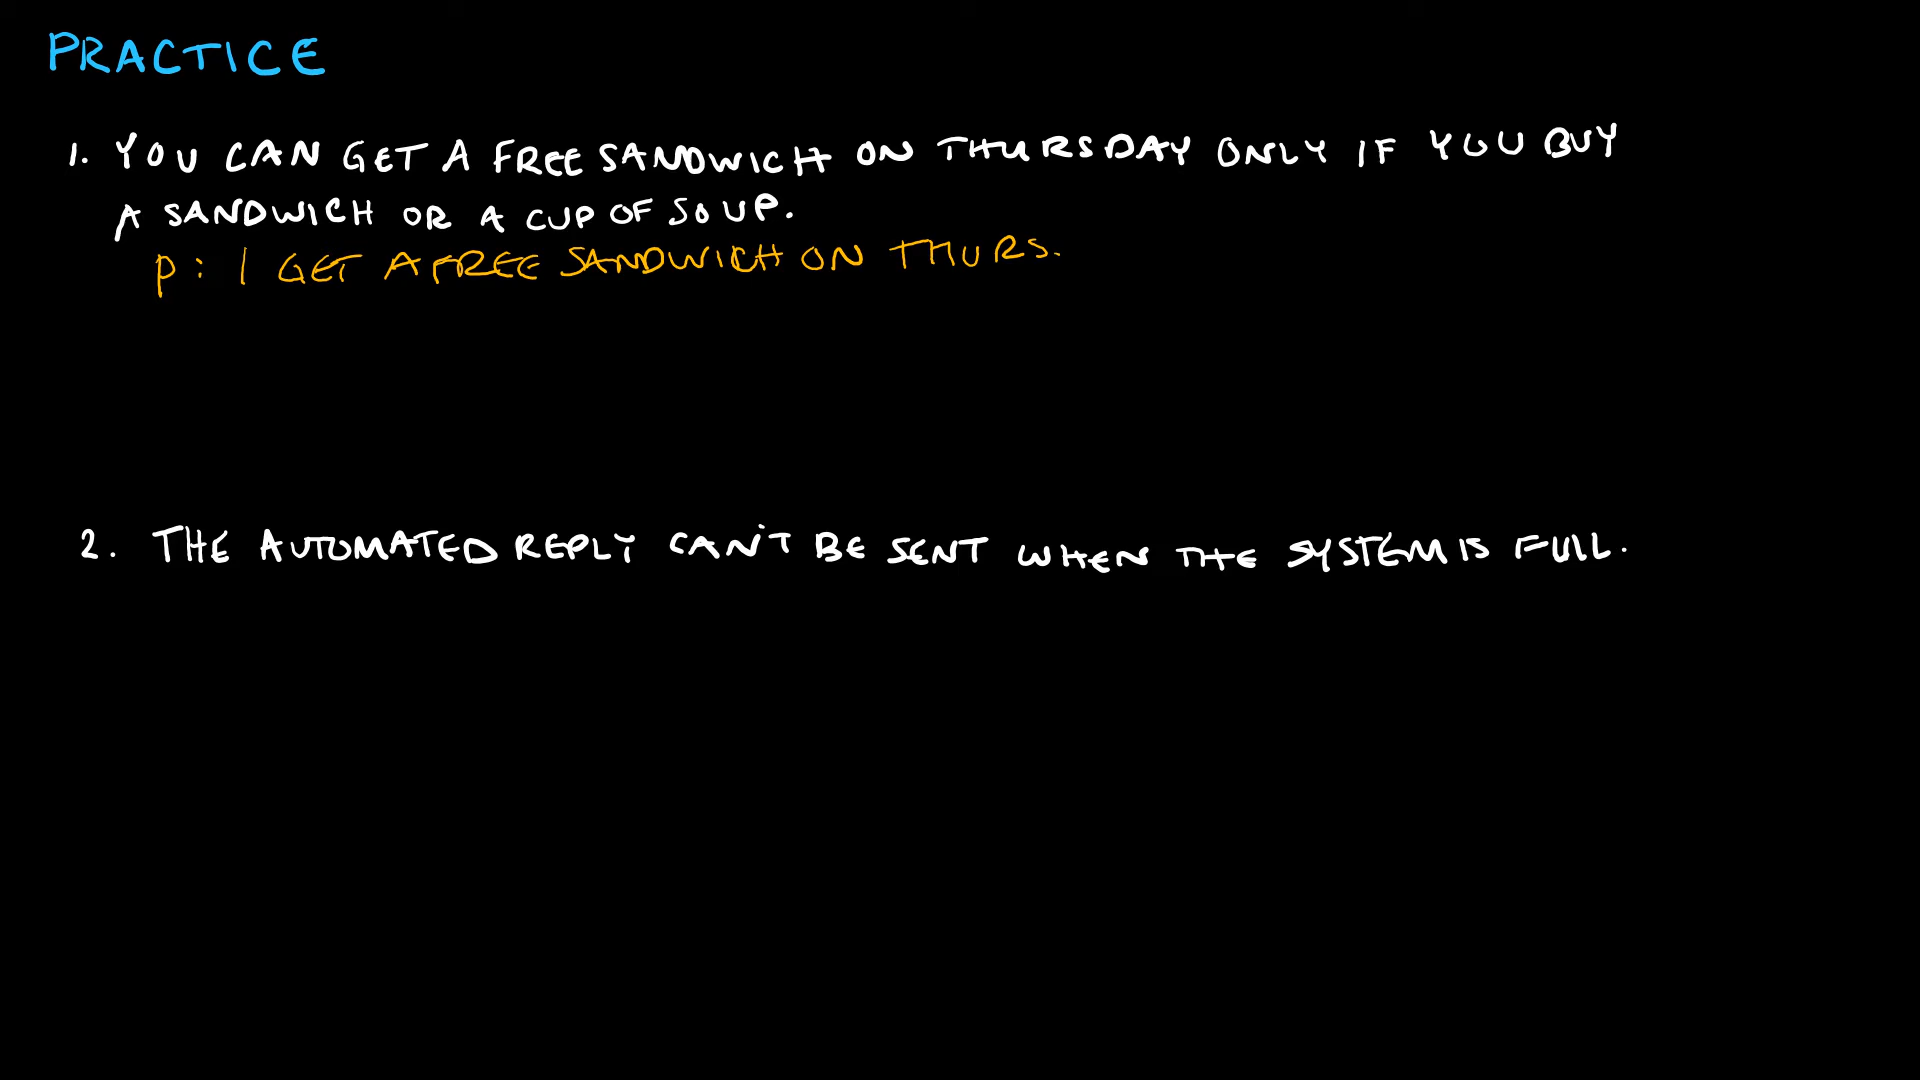 PRACTICE
1. YOU CAN GET A FREE SANDWICH ON THURSDAY ONLY IF YOU BUY
A SANDWICH OR A CUP OF SOUP.
p: I GET A FREE SANDWICH ON THURS.
2. THE AUTOMATED REPLY CAN'T BE SENT WHEN THE SYSTEM IS FULL.